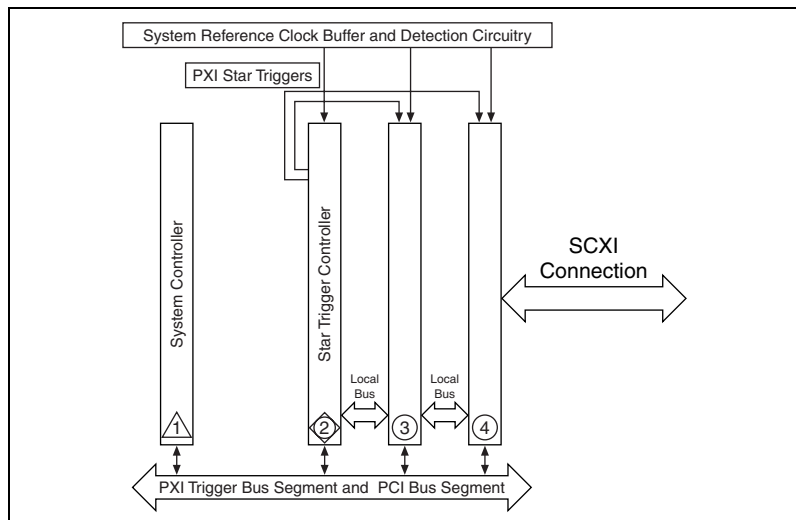 System Reference Clock Buffer and Detection Circuitry
PXI Star Triggers
System Controller
Star Trigger Controller
SCXI
Connection
Local
Bus
Local
Bus
1
2
3
4
PXI Trigger Bus Segment and PCI Bus Segment